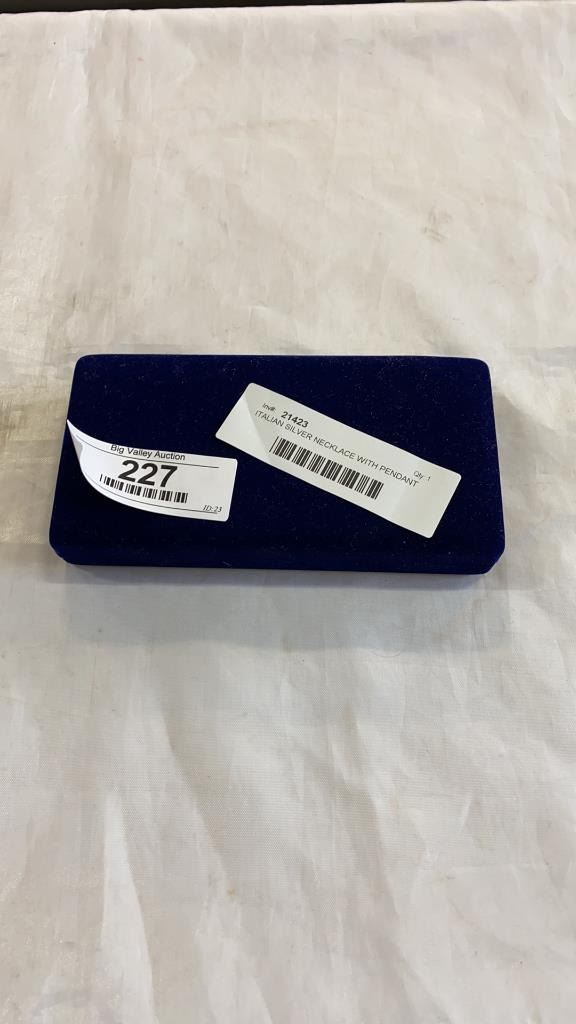 Big Valley Auction
227
ID:23
Inv#: 21423
ITALIAN SILVER NECKLACE WITH PENDANT
Qty: 1